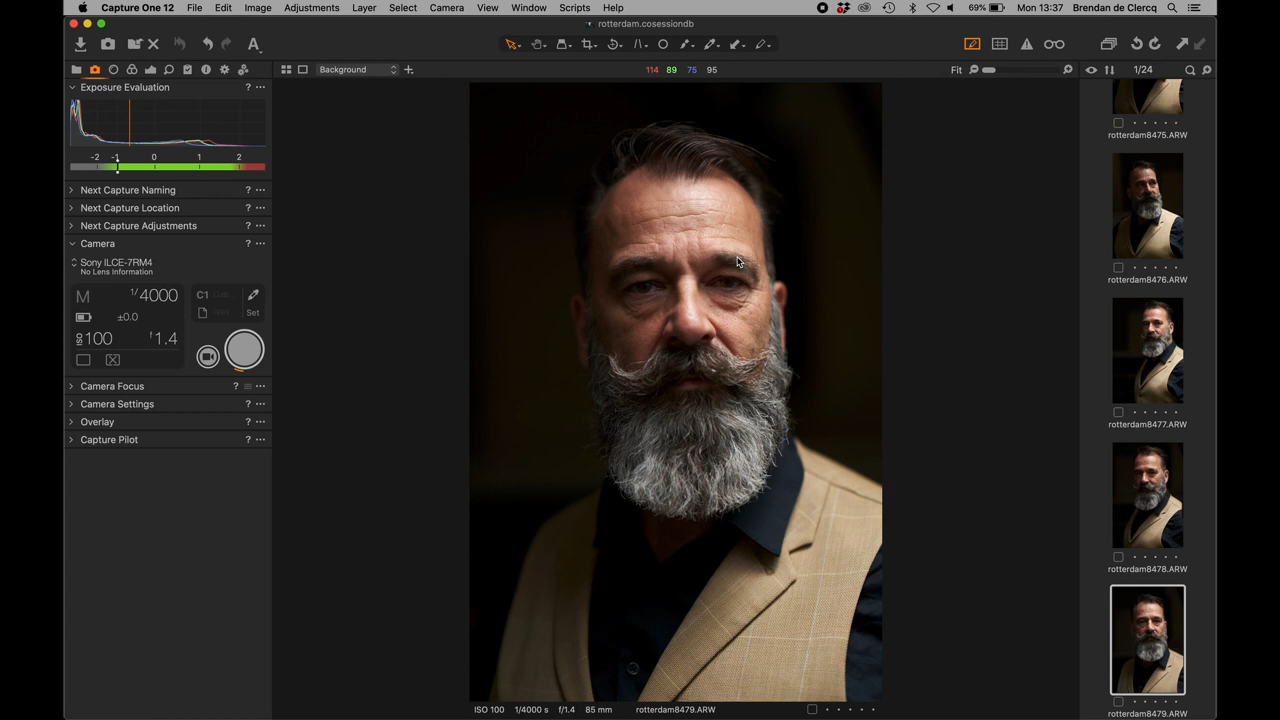 Capture One 12 File Edit Image Adjustments Layer Select Camera View Window Scripts Help 69% Mon 13:37 Brendan de Clercq
rotterdam.cosessiondb
Background 114 89 75 95 Fit 1/24
Exposure Evaluation ?
-2 -1 0 1 2
Next Capture Naming ?
Next Capture Location ?
Next Capture Adjustments ?
Camera ?
Sony ILCE-7RM4
No Lens Information
M 1/4000 C1
±0.0 Set
ISO 100 f1.4
Camera Focus ?
Camera Settings ?
Overlay ?
Capture Pilot ?
rotterdam8475.ARW
rotterdam8476.ARW
rotterdam8477.ARW
rotterdam8478.ARW
rotterdam8479.ARW
ISO 100 1/4000 s f/1.4 85 mm rotterdam8479.ARW